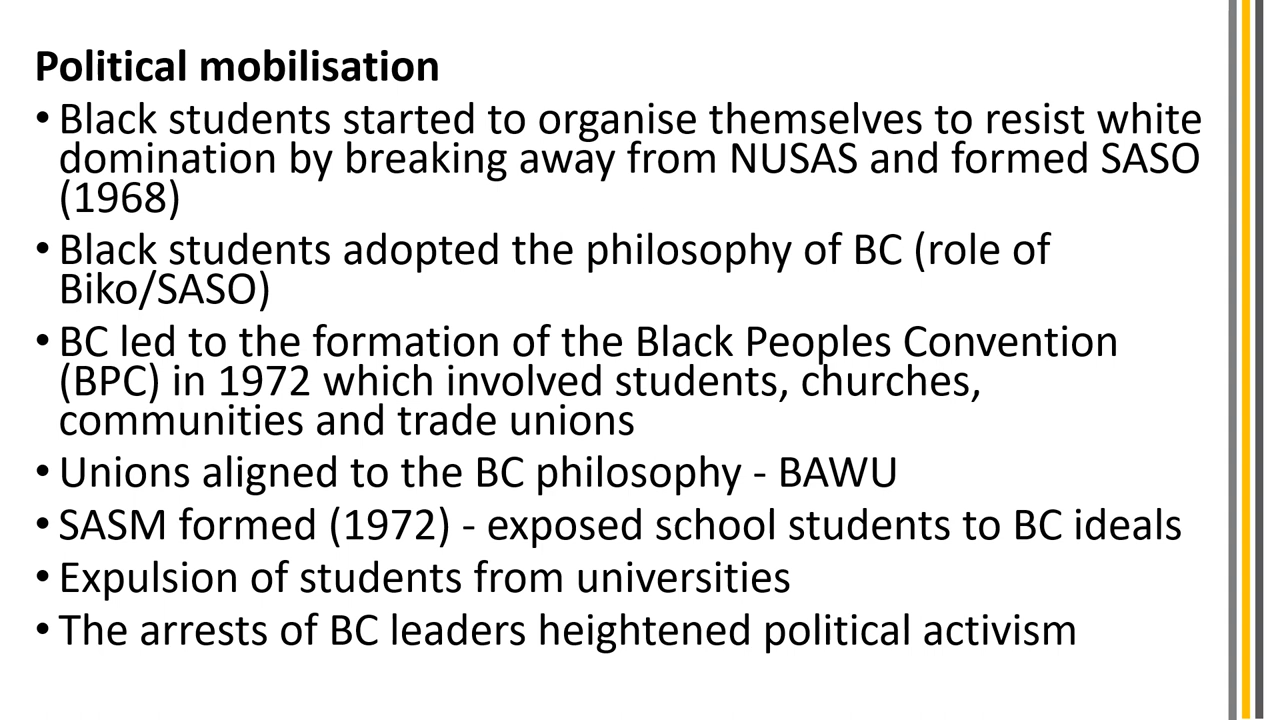 Political mobilisation
• Black students started to organise themselves to resist white
domination by breaking away from NUSAS and formed SASO
(1968)
• Black students adopted the philosophy of BC (role of
Biko/SASO)
• BC led to the formation of the Black Peoples Convention
(BPC) in 1972 which involved students, churches,
communities and trade unions
• Unions aligned to the BC philosophy - BAWU
• SASM formed (1972) - exposed school students to BC ideals
• Expulsion of students from universities
• The arrests of BC leaders heightened political activism